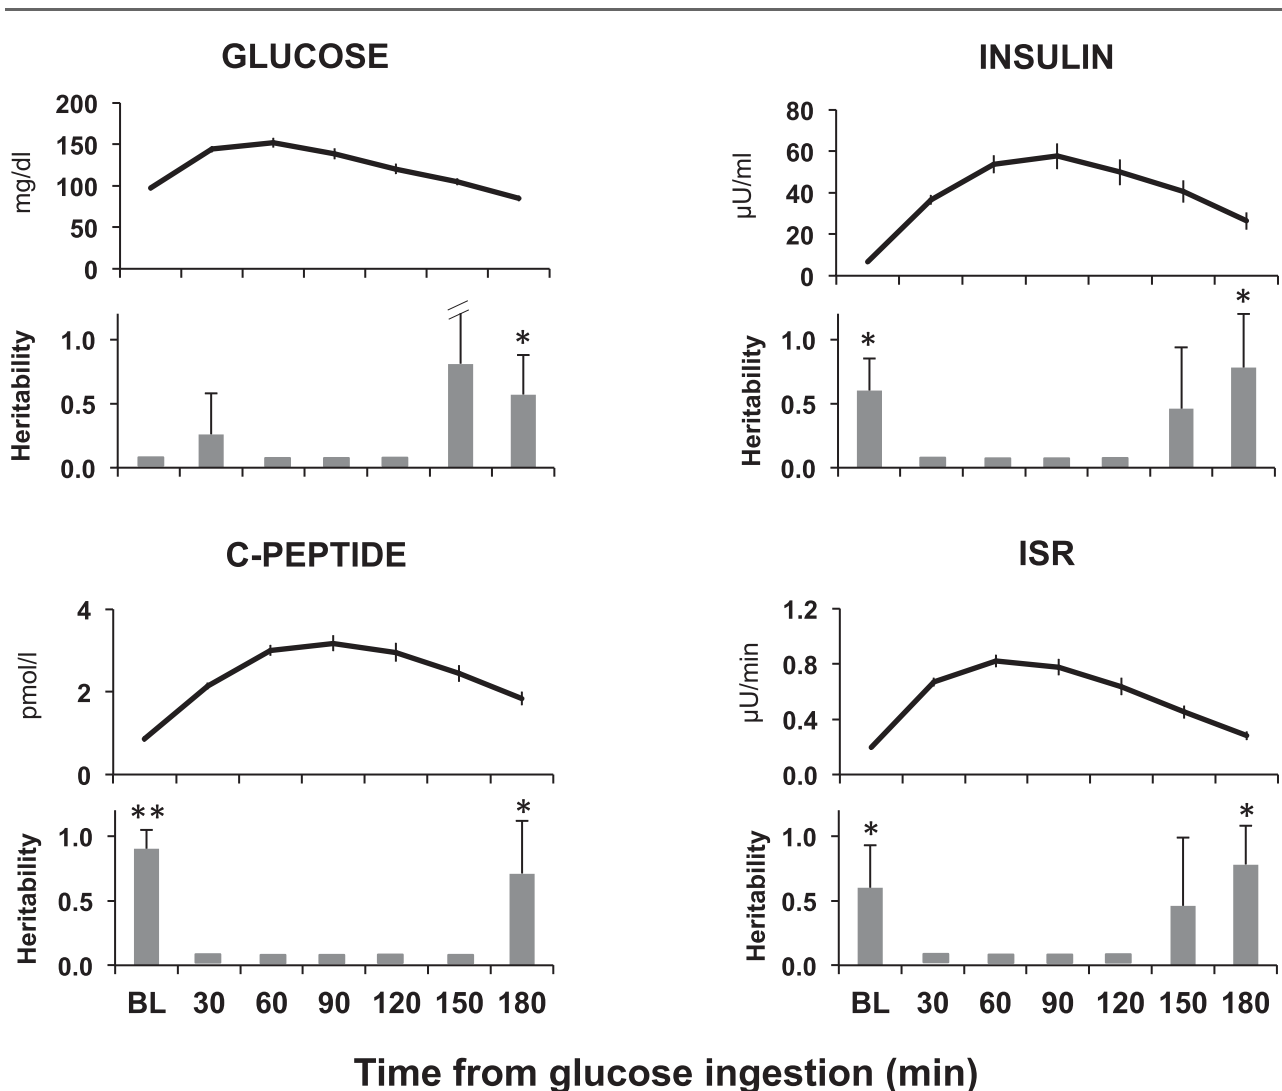 GLUCOSE
200
150
100
50
0
mg/dl
1.0
0.5
0.0
Heritability
*
INSULIN
80
60
40
20
0
µU/ml
1.0
0.5
0.0
Heritability
*
*
C-PEPTIDE
4
2
0
pmol/l
1.0
0.5
0.0
Heritability
**
*
BL 30 60 90 120 150 180
ISR
1.2
0.8
0.4
0.0
µU/min
1.0
0.5
0.0
Heritability
*
*
BL 30 60 90 120 150 180
Time from glucose ingestion (min)